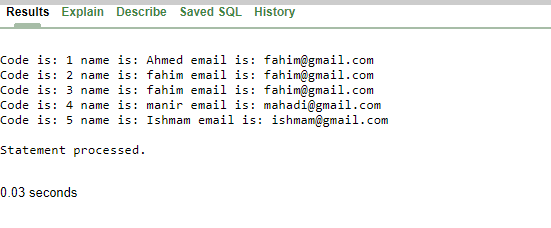 Results Explain Describe Saved SQL History
Code is: 1 name is: Ahmed email is: fahim@gmail.com
Code is: 2 name is: fahim email is: fahim@gmail.com
Code is: 3 name is: fahim email is: fahim@gmail.com
Code is: 4 name is: manir email is: mahadi@gmail.com
Code is: 5 name is: Ishmam email is: ishmam@gmail.com
Statement processed.
0.03 seconds